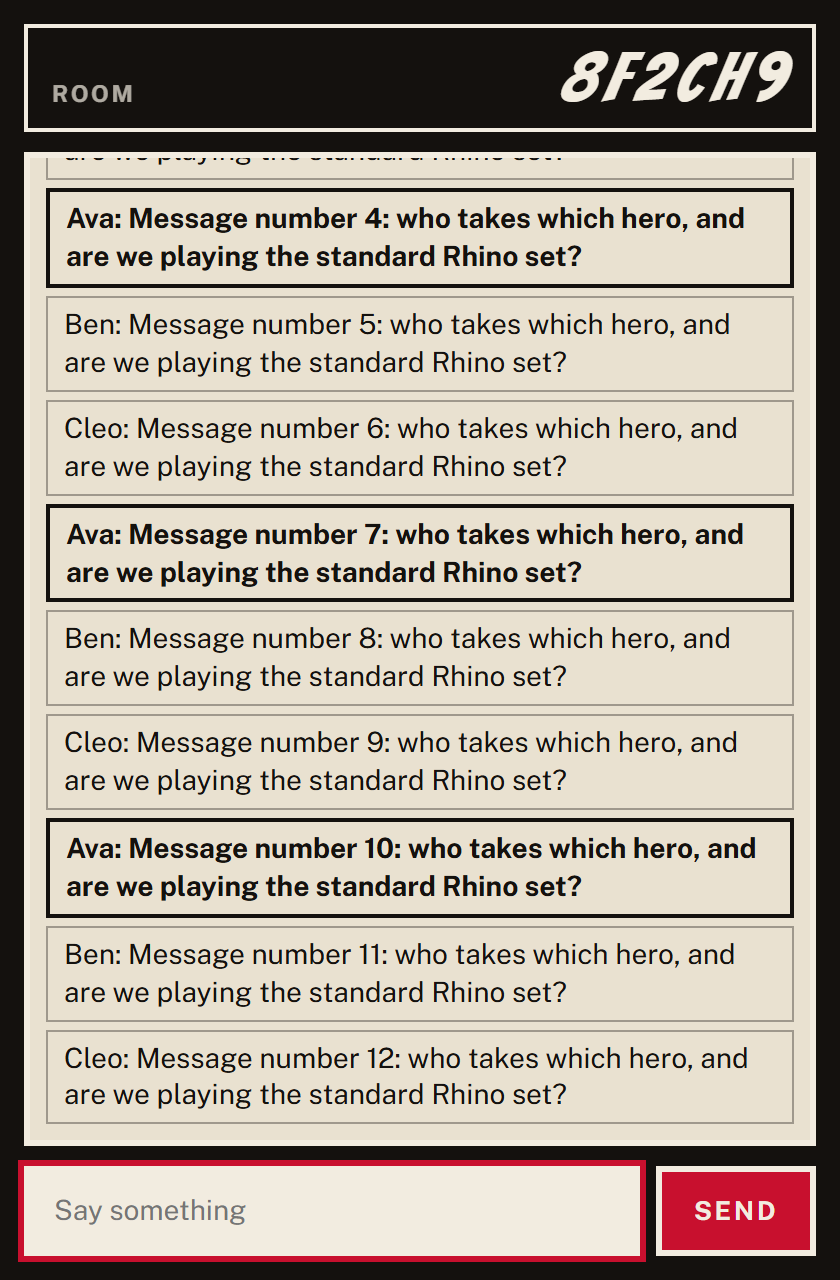 ROOM
8F2CH9
are we playing the standard Rhino set?
Ava: Message number 4: who takes which hero, and
are we playing the standard Rhino set?
Ben: Message number 5: who takes which hero, and
are we playing the standard Rhino set?
Cleo: Message number 6: who takes which hero, and
are we playing the standard Rhino set?
Ava: Message number 7: who takes which hero, and
are we playing the standard Rhino set?
Ben: Message number 8: who takes which hero, and
are we playing the standard Rhino set?
Cleo: Message number 9: who takes which hero, and
are we playing the standard Rhino set?
Ava: Message number 10: who takes which hero, and
are we playing the standard Rhino set?
Ben: Message number 11: who takes which hero, and
are we playing the standard Rhino set?
Cleo: Message number 12: who takes which hero, and
are we playing the standard Rhino set?
Say something
SEND